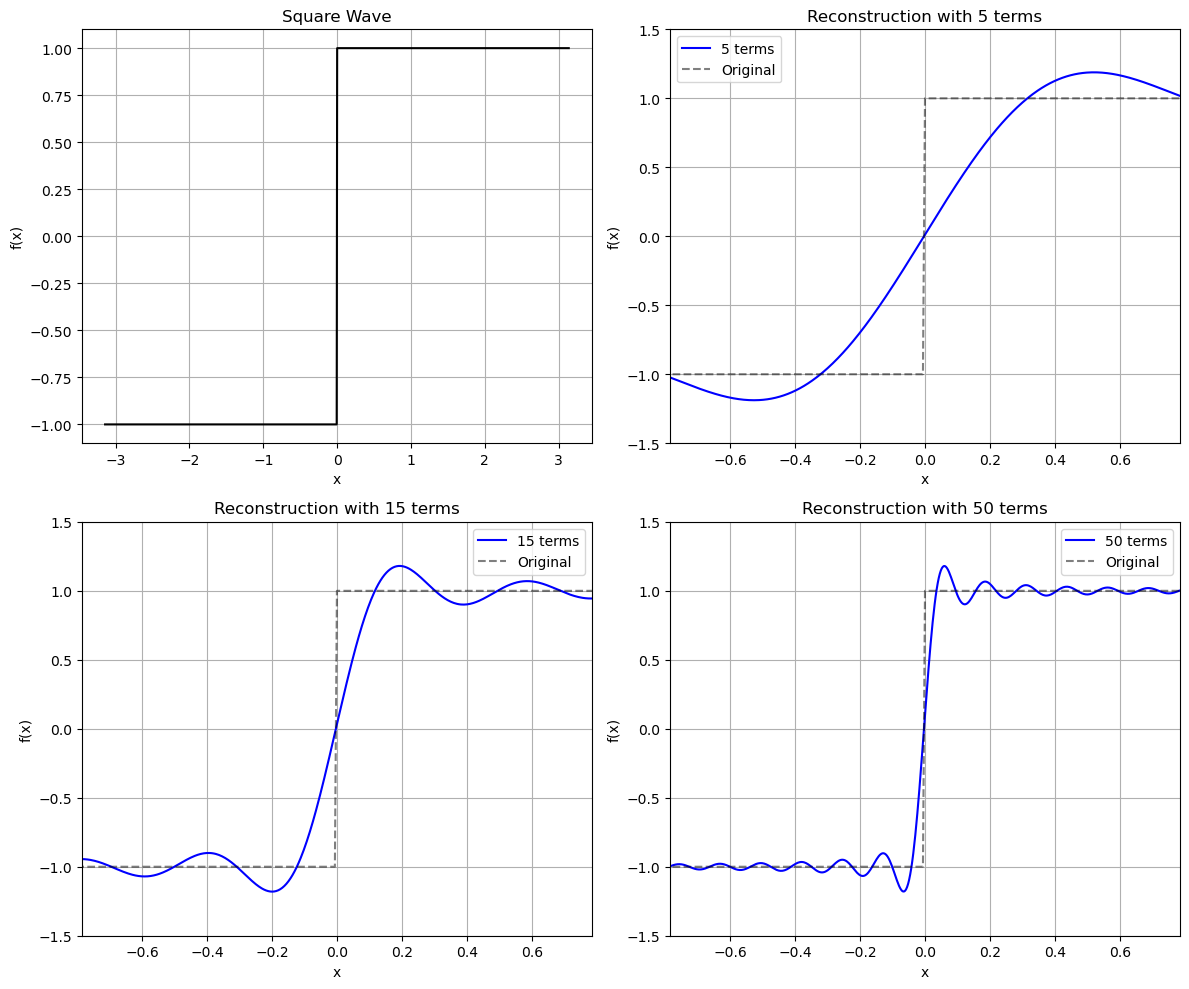 Square Wave
1.00
0.75
0.50
0.25
0.00
−0.25
−0.50
−0.75
−1.00
f(x)
−3 −2 −1 0 1 2 3
x
Reconstruction with 5 terms
5 terms
Original
1.5
1.0
0.5
0.0
−0.5
−1.0
−1.5
f(x)
−0.6 −0.4 −0.2 0.0 0.2 0.4 0.6
x
Reconstruction with 15 terms
15 terms
Original
1.5
1.0
0.5
0.0
−0.5
−1.0
−1.5
f(x)
−0.6 −0.4 −0.2 0.0 0.2 0.4 0.6
x
Reconstruction with 50 terms
50 terms
Original
1.5
1.0
0.5
0.0
−0.5
−1.0
−1.5
f(x)
−0.6 −0.4 −0.2 0.0 0.2 0.4 0.6
x